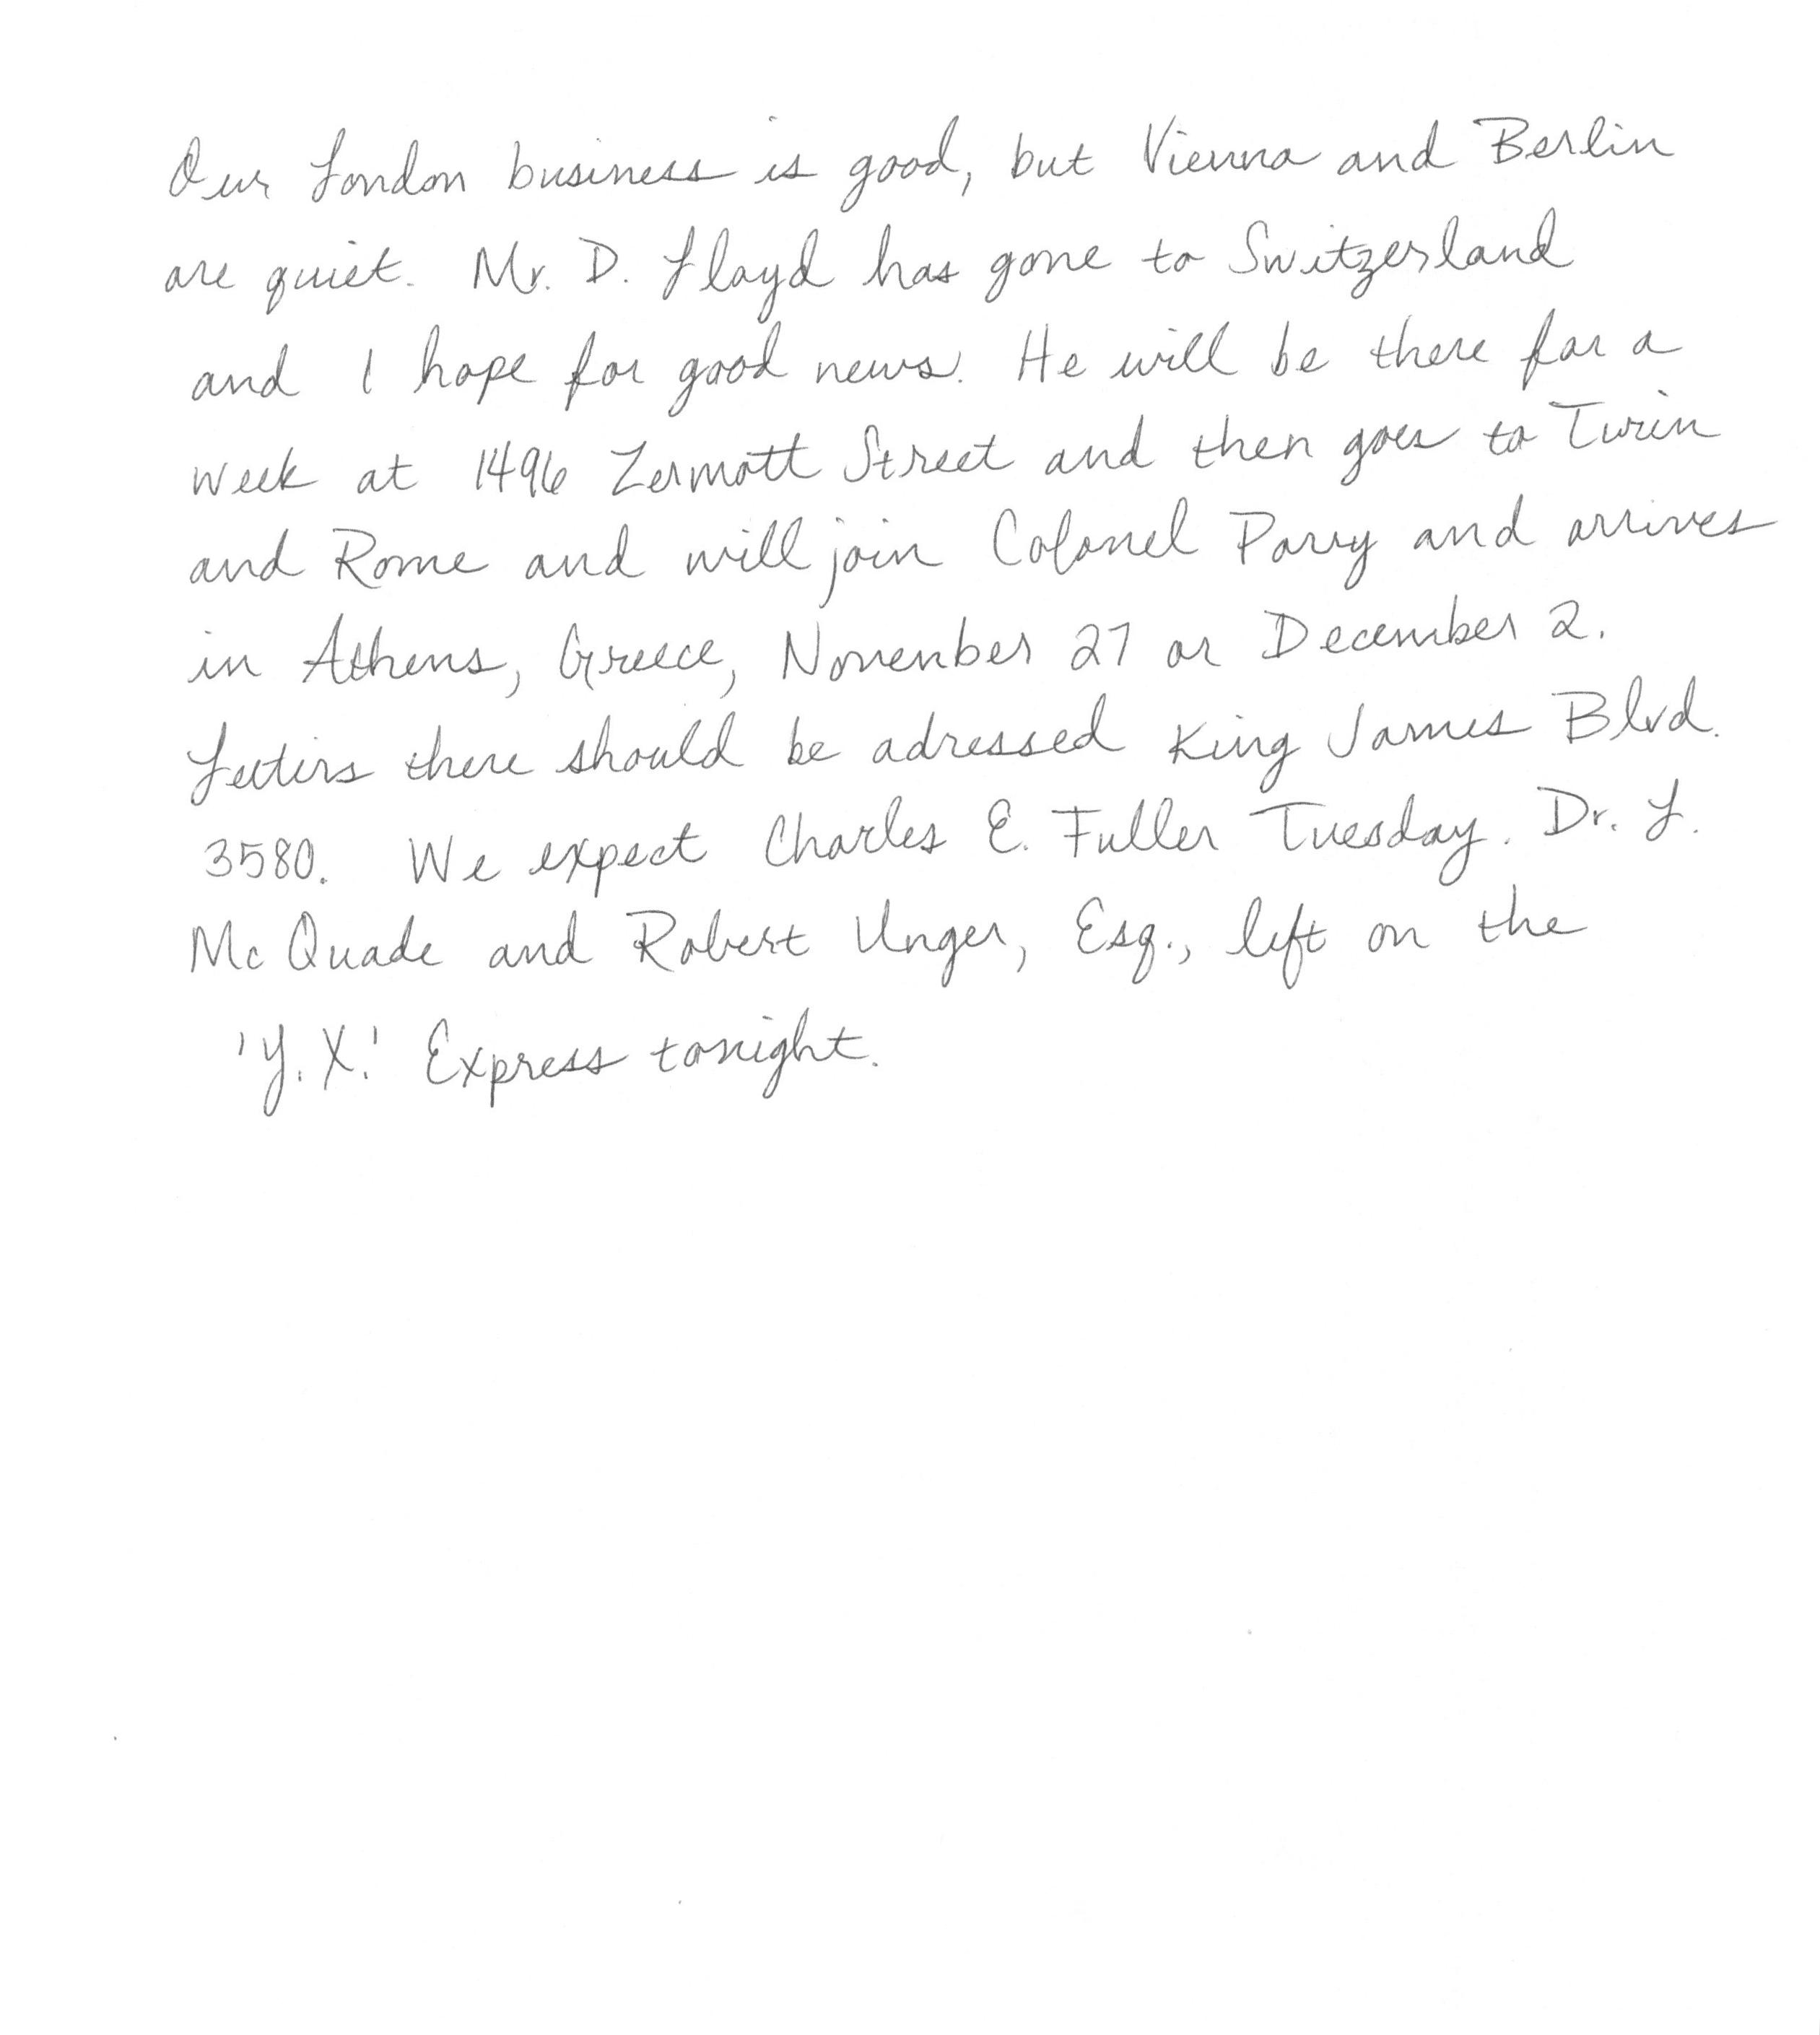 Our London business is good, but Vienna and Berlin
are quiet. Mr. D. Lloyd has gone to Switzerland
and I hope for good news. He will be there for a
week at 1496 Zermott Street and then goes to Turin
and Rome and will join Colonel Parry and arrives
in Athens, Greece, November 27 or December 2.
Letters there should be adressed King James Blvd.
3580. We expect Charles E. Fuller Tuesday. Dr. L.
McQuade and Robert Unger, Esq., left on the
'Y.X.' Express tonight.